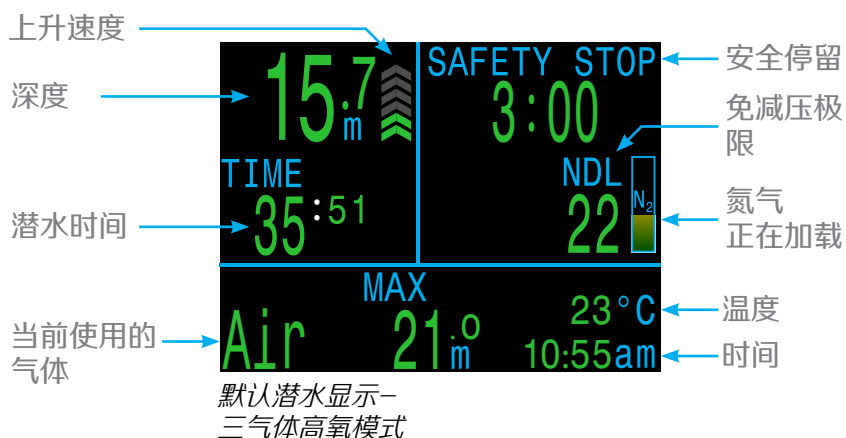 上升速度
深度
潜水时间
当前使用的
气体
15.7
m
TIME
35:51
SAFETY STOP
3:00
NDL
22
N2
MAX
Air
21.0
m
23°C
10:55am
安全停留
免减压极
限
氮气
正在加载
温度
时间
默认潜水显示–
三气体高氧模式